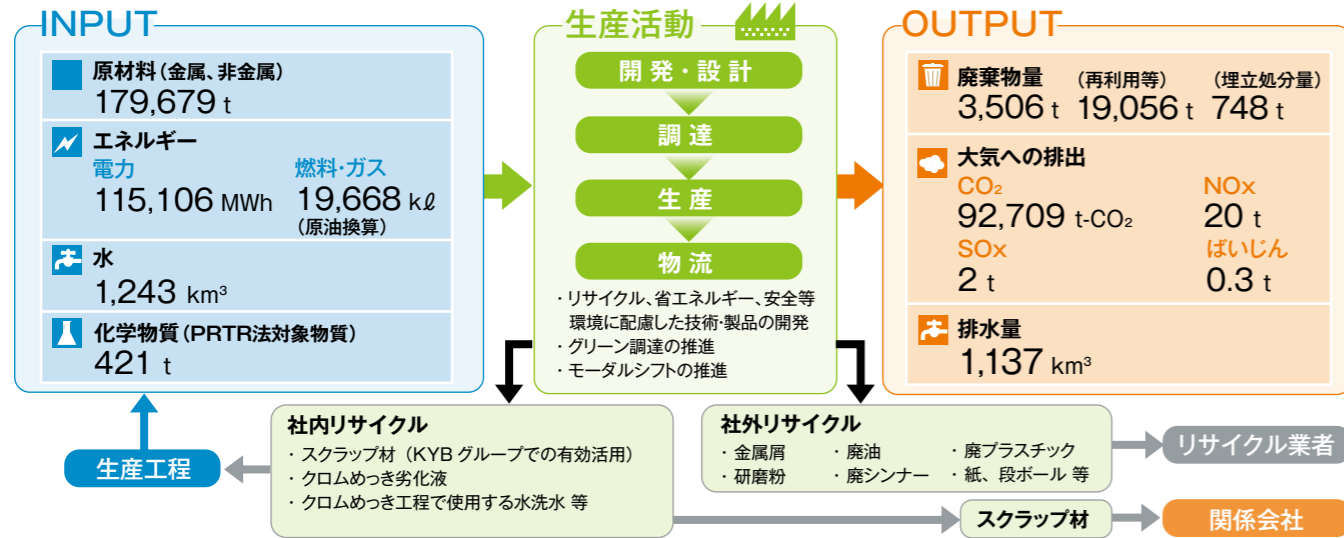 INPUT
原材料(金属、非金属)
179,679 t
エネルギー
電力 燃料・ガス
115,106 MWh 19,668 kℓ
(原油換算)
水
1,243 km³
化学物質(PRTR法対象物質)
421 t
生産活動
開発・設計
調達
生産
物流
・リサイクル、省エネルギー、安全等
環境に配慮した技術・製品の開発
・グリーン調達の推進
・モーダルシフトの推進
OUTPUT
廃棄物量 (再利用等) (埋立処分量)
3,506 t 19,056 t 748 t
大気への排出
CO₂ NOx
92,709 t-CO₂ 20 t
SOx ばいじん
2 t 0.3 t
排水量
1,137 km³
生産工程
社内リサイクル
・スクラップ材(KYBグループでの有効活用)
・クロムめっき劣化液
・クロムめっき工程で使用する水洗水 等
社外リサイクル
・金属屑 ・廃油 ・廃プラスチック
・研磨粉 ・廃シンナー ・紙、段ボール 等
リサイクル業者
スクラップ材
関係会社